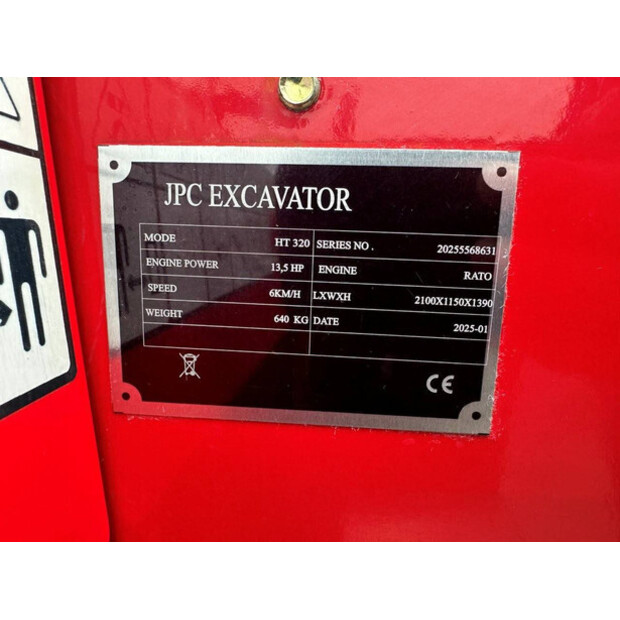 JPC EXCAVATOR
MODE HT 320 SERIES NO . 20255568631
ENGINE POWER 13,5 HP ENGINE RATO
SPEED 6KM/H LXWXH 2100X1150X1390
WEIGHT 640 KG DATE 2025-01
CE